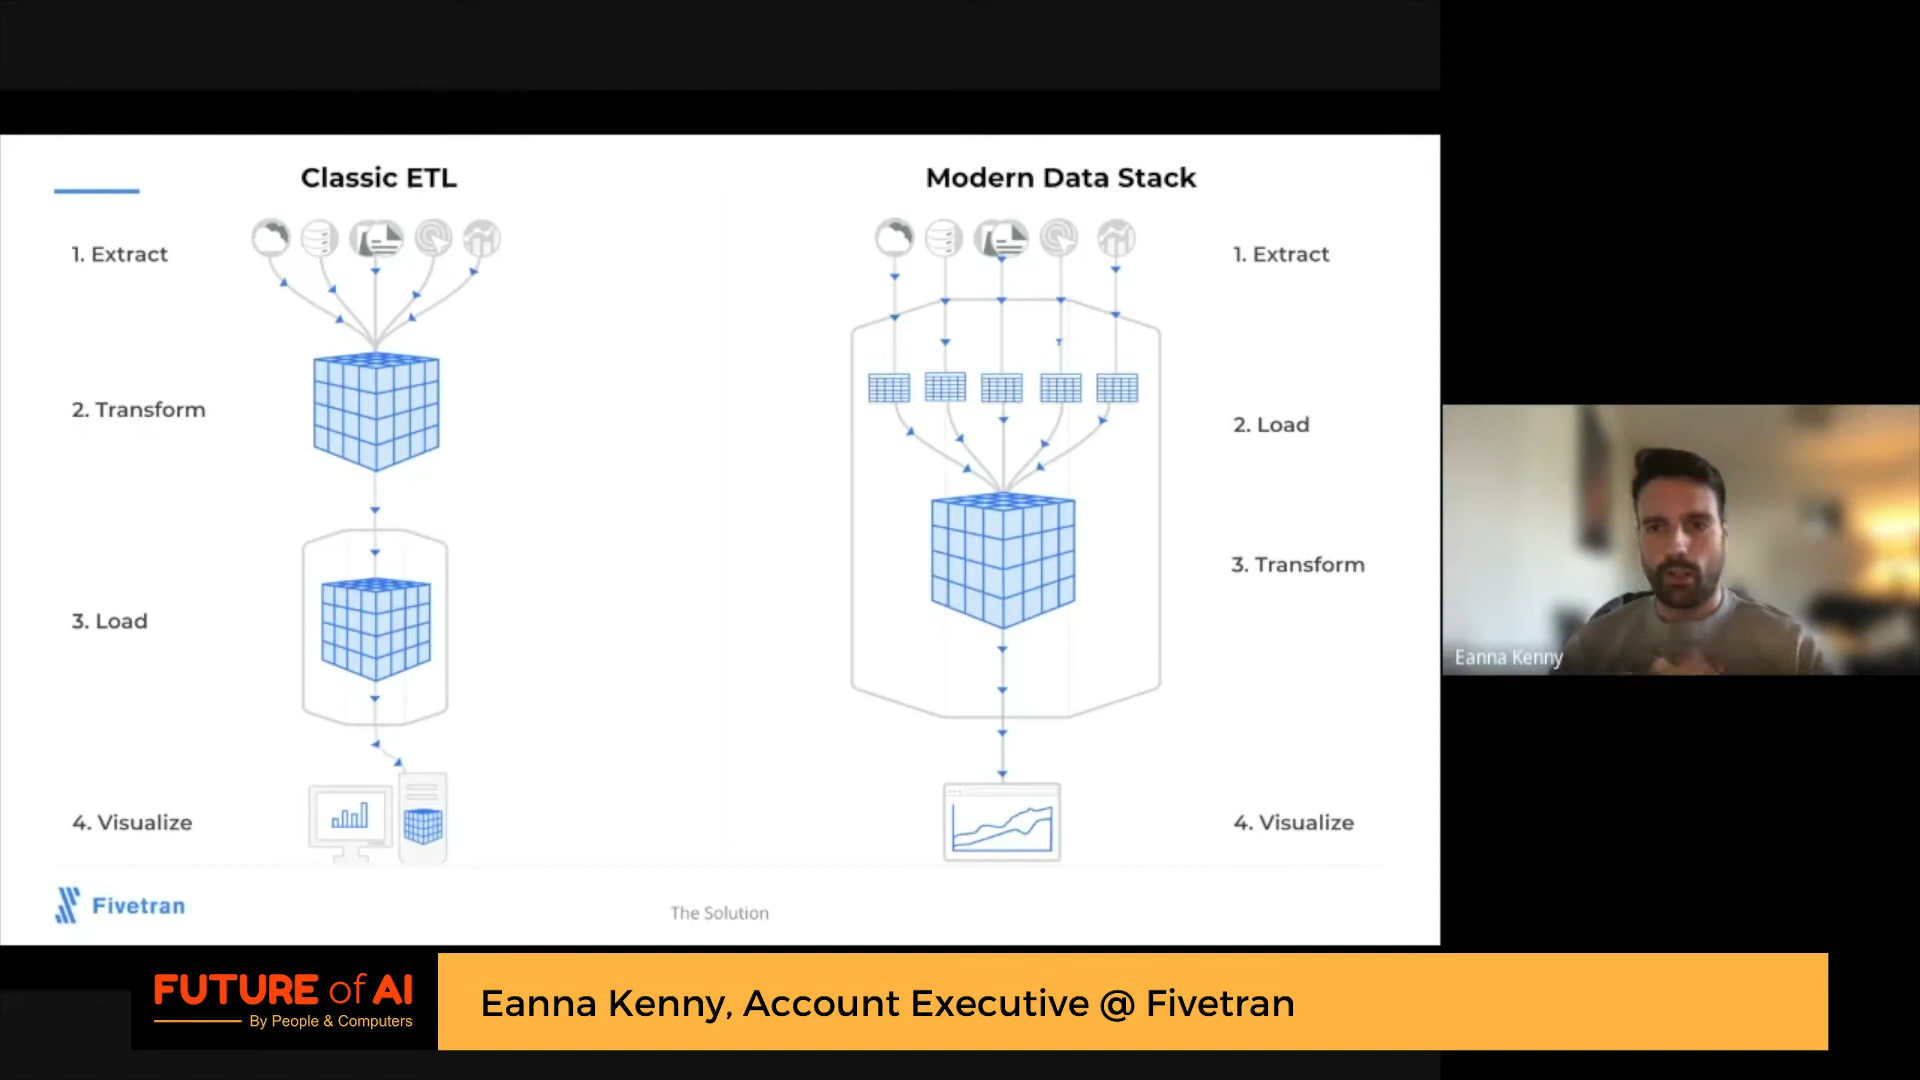 Classic ETL
1. Extract
2. Transform
3. Load
4. Visualize
Modern Data Stack
1. Extract
2. Load
3. Transform
4. Visualize
Fivetran
The Solution
Eanna Kenny
FUTURE of AI
By People & Computers
Eanna Kenny, Account Executive @ Fivetran